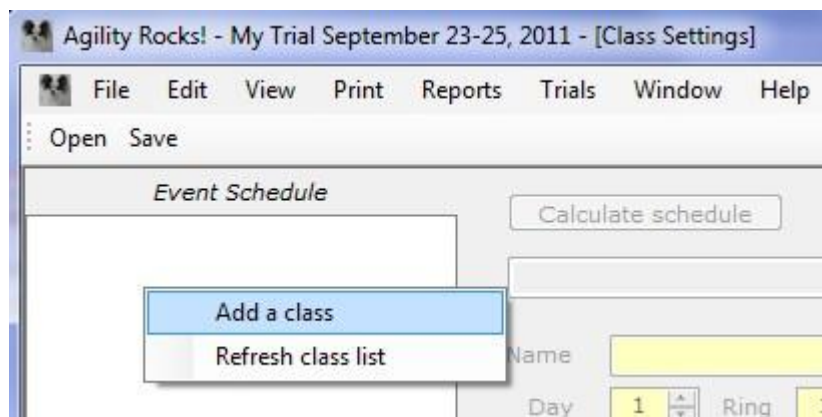 Agility Rocks! - My Trial September 23-25, 2011 - [Class Settings]
File Edit View Print Reports Trials Window Help
Open Save
Event Schedule
Calculate schedule
Add a class
Refresh class list
Name
Day 1 Ring